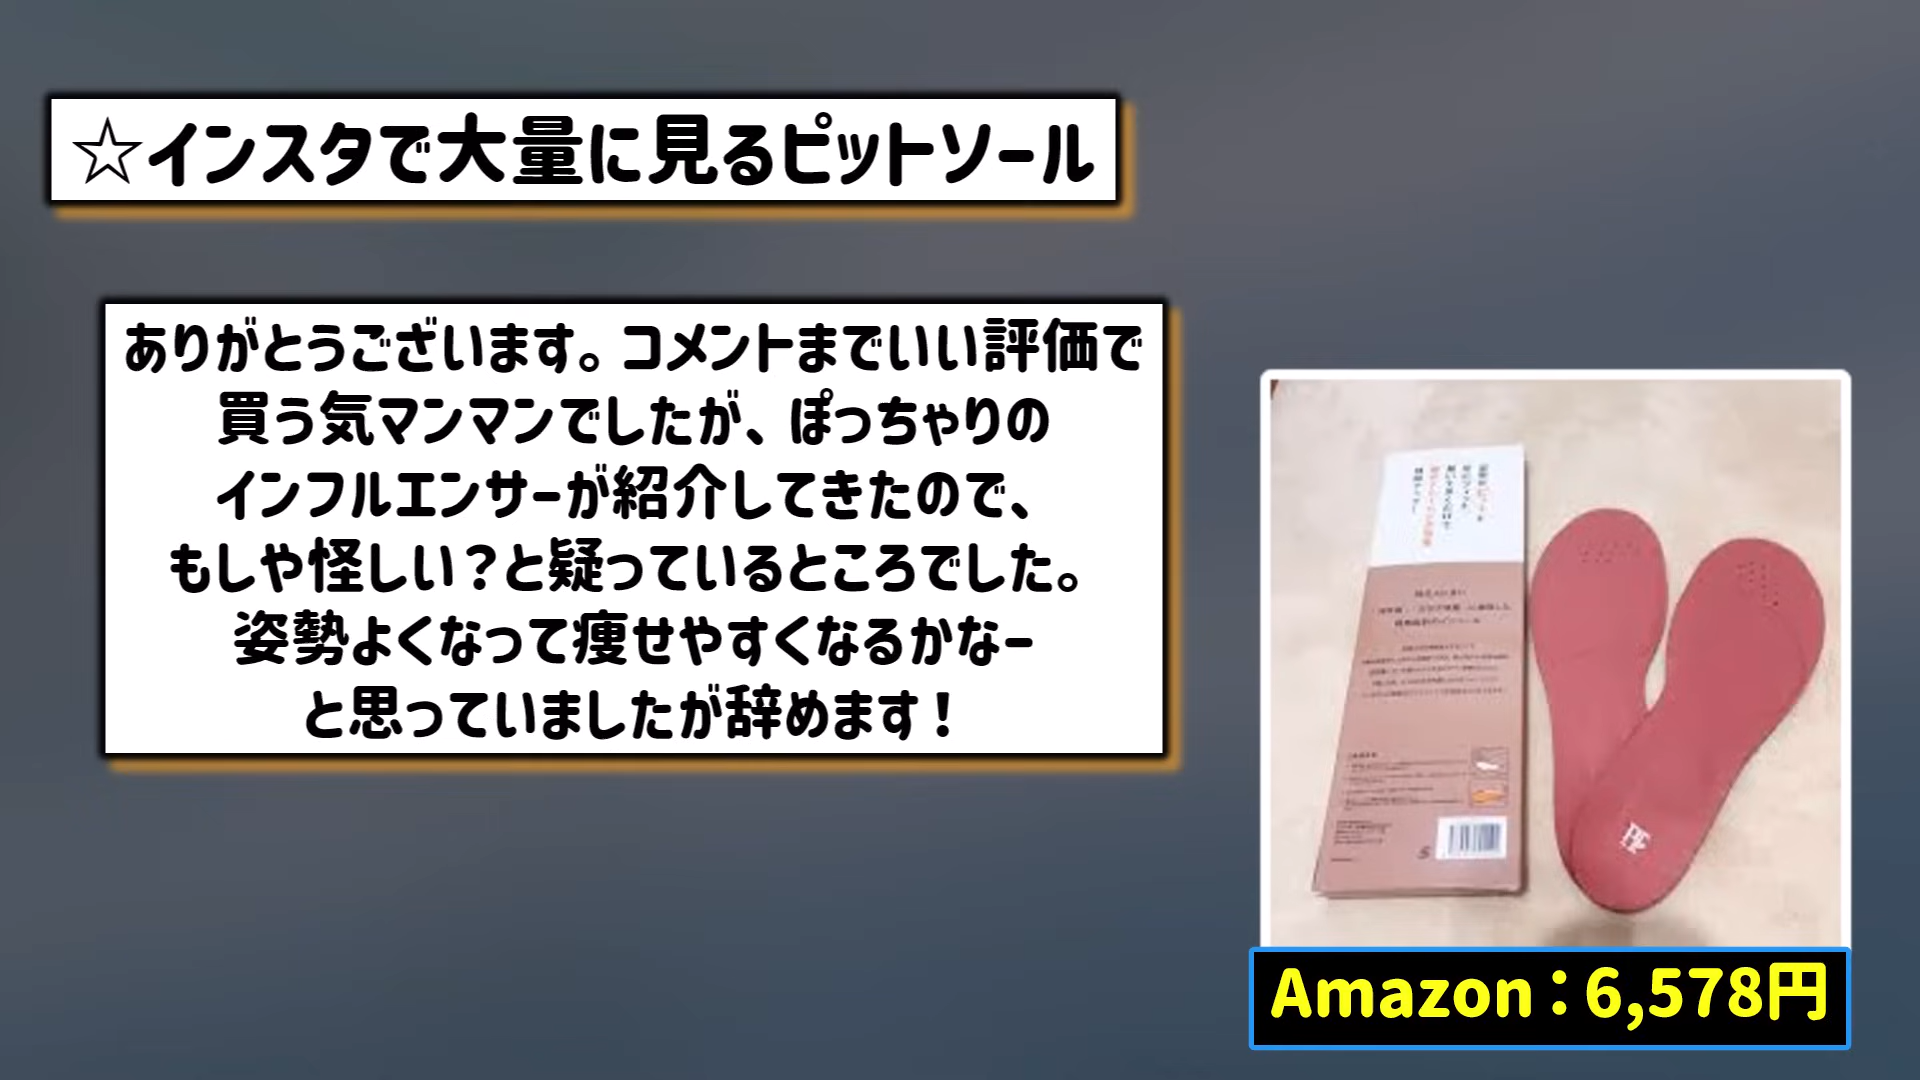 ☆インスタで大量に見るピットソール
ありがとうございます。コメントまでいい評価で
買う気マンマンでしたが、ぽっちゃりの
インフルエンサーが紹介してきたので、
もしや怪しい？と疑っているところでした。
姿勢よくなって痩せやすくなるかなー
と思っていましたが辞めます！
Amazon：6,578円